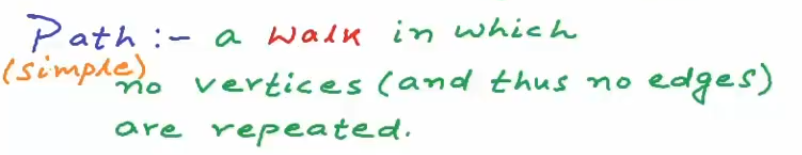 Path :- a walk in which
(simple)
no vertices (and thus no edges)
are repeated.